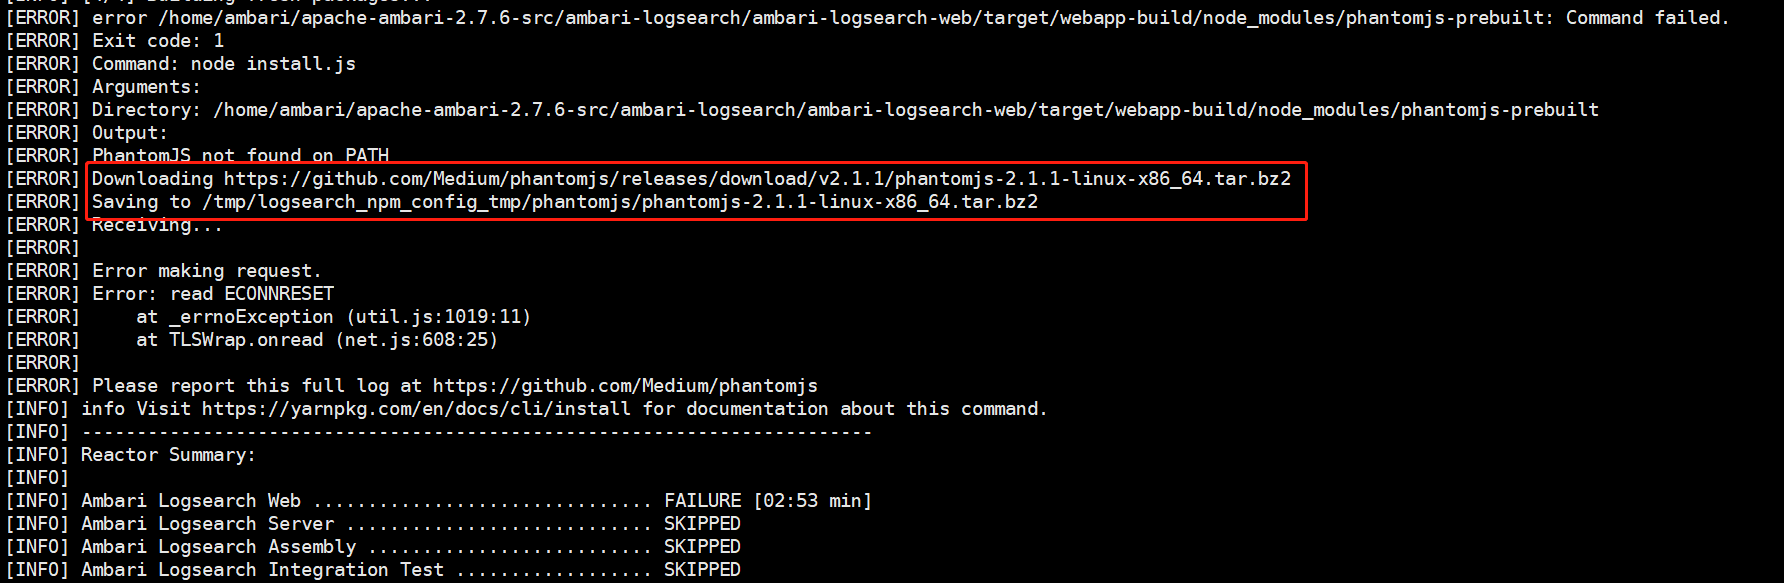 [INFO] [4/4] Building fresh packages...
[ERROR] error /home/ambari/apache-ambari-2.7.6-src/ambari-logsearch/ambari-logsearch-web/target/webapp-build/node_modules/phantomjs-prebuilt: Command failed.
[ERROR] Exit code: 1
[ERROR] Command: node install.js
[ERROR] Arguments:
[ERROR] Directory: /home/ambari/apache-ambari-2.7.6-src/ambari-logsearch/ambari-logsearch-web/target/webapp-build/node_modules/phantomjs-prebuilt
[ERROR] Output:
[ERROR] PhantomJS not found on PATH
[ERROR] Downloading https://github.com/Medium/phantomjs/releases/download/v2.1.1/phantomjs-2.1.1-linux-x86_64.tar.bz2
[ERROR] Saving to /tmp/logsearch_npm_config_tmp/phantomjs/phantomjs-2.1.1-linux-x86_64.tar.bz2
[ERROR] Receiving...
[ERROR]
[ERROR] Error making request.
[ERROR] Error: read ECONNRESET
[ERROR]     at _errnoException (util.js:1019:11)
[ERROR]     at TLSWrap.onread (net.js:608:25)
[ERROR]
[ERROR] Please report this full log at https://github.com/Medium/phantomjs
[INFO] info Visit https://yarnpkg.com/en/docs/cli/install for documentation about this command.
[INFO] ------------------------------------------------------------------------
[INFO] Reactor Summary:
[INFO]
[INFO] Ambari Logsearch Web ............................... FAILURE [02:53 min]
[INFO] Ambari Logsearch Server ............................ SKIPPED
[INFO] Ambari Logsearch Assembly .......................... SKIPPED
[INFO] Ambari Logsearch Integration Test .................. SKIPPED